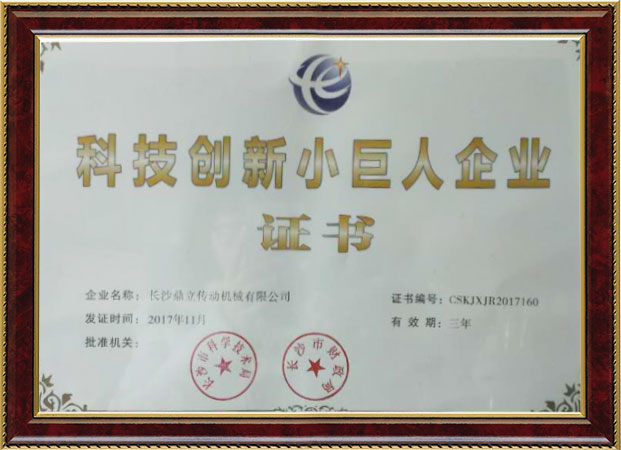 科技创新小巨人企业
证书
企业名称：长沙鼎立传动机械有限公司
证书编号：CSKJXJR2017160
发证时间：2017年11月
有效期：三年
批准机关：
长沙市科学技术局
长沙市财政局